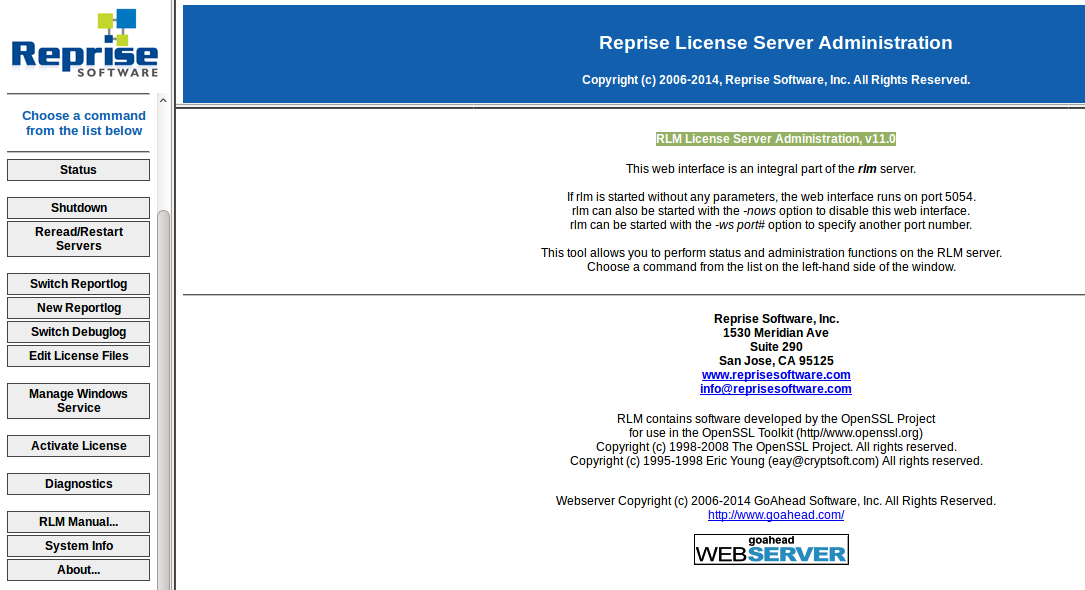 Reprise
SOFTWARE
Choose a command
from the list below
Status
Shutdown
Reread/Restart
Servers
Switch Reportlog
New Reportlog
Switch Debuglog
Edit License Files
Manage Windows
Service
Activate License
Diagnostics
RLM Manual...
System Info
About...
Reprise License Server Administration
Copyright (c) 2006-2014, Reprise Software, Inc. All Rights Reserved.
RLM License Server Administration, v11.0
This web interface is an integral part of the rlm server.
If rlm is started without any parameters, the web interface runs on port 5054.
rlm can also be started with the -nows option to disable this web interface.
rlm can be started with the -ws port# option to specify another port number.
This tool allows you to perform status and administration functions on the RLM server.
Choose a command from the list on the left-hand side of the window.
Reprise Software, Inc.
1530 Meridian Ave
Suite 290
San Jose, CA 95125
www.reprisesoftware.com
info@reprisesoftware.com
RLM contains software developed by the OpenSSL Project
for use in the OpenSSL Toolkit (http//www.openssl.org)
Copyright (c) 1998-2008 The OpenSSL Project. All rights reserved.
Copyright (c) 1995-1998 Eric Young (eay@cryptsoft.com) All rights reserved.
Webserver Copyright (c) 2006-2014 GoAhead Software, Inc. All Rights Reserved.
http://www.goahead.com/
goahead
WEBSERVER